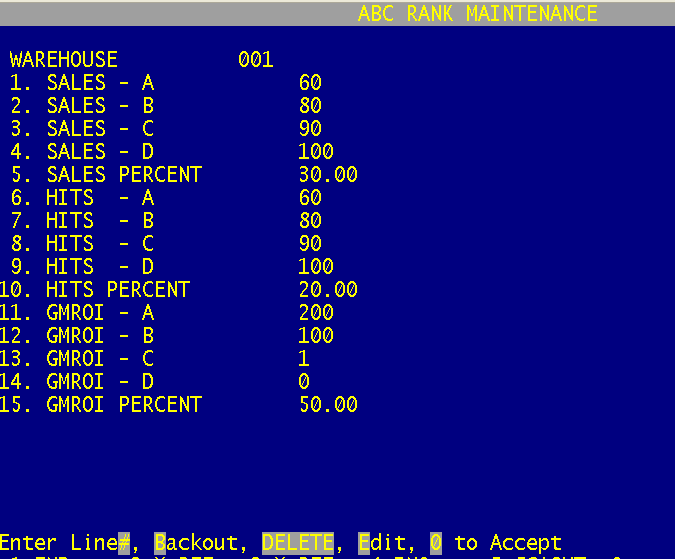 ABC RANK MAINTENANCE
WAREHOUSE 001
1. SALES - A 60
2. SALES - B 80
3. SALES - C 90
4. SALES - D 100
5. SALES PERCENT 30.00
6. HITS - A 60
7. HITS - B 80
8. HITS - C 90
9. HITS - D 100
10. HITS PERCENT 20.00
11. GMROI - A 200
12. GMROI - B 100
13. GMROI - C 1
14. GMROI - D 0
15. GMROI PERCENT 50.00
Enter Line#, Backout, DELETE, Edit, 0 to Accept